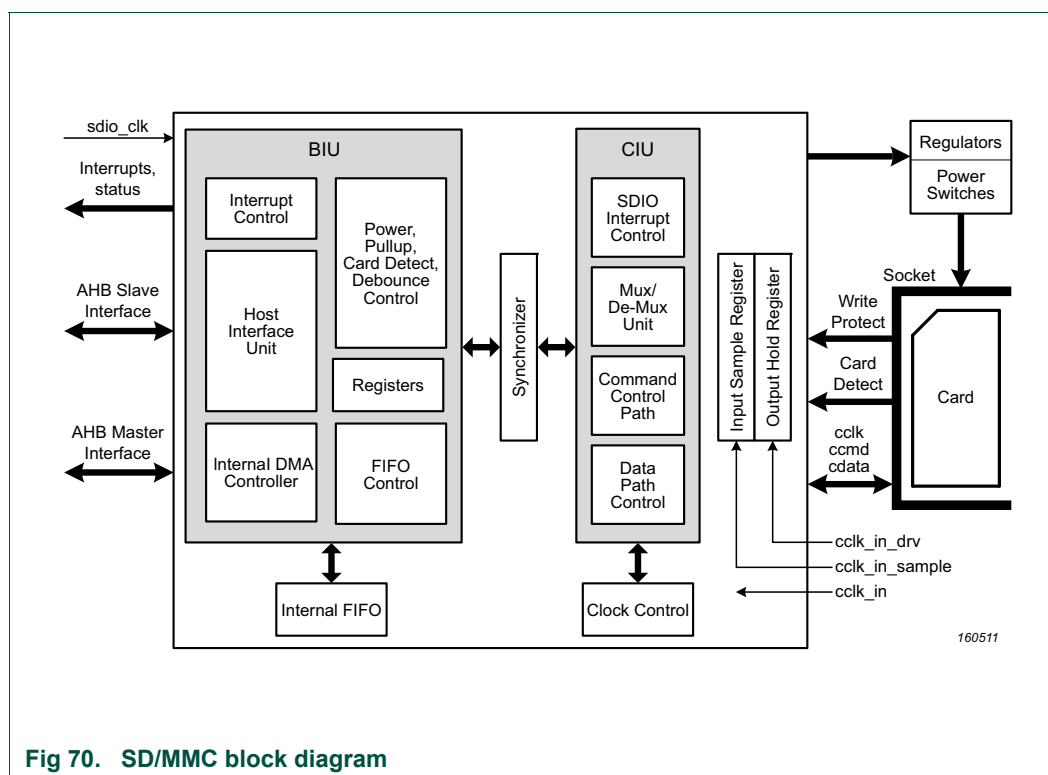 sdio_clk
Interrupts,
status
AHB Slave
Interface
AHB Master
Interface
BIU
Interrupt
Control
Host
Interface
Unit
Internal DMA
Controller
Power,
Pullup,
Card Detect,
Debounce
Control
Registers
FIFO
Control
Internal FIFO
Synchronizer
CIU
SDIO
Interrupt
Control
Mux/
De-Mux
Unit
Command
Control
Path
Data
Path
Control
Clock Control
Input Sample Register
Output Hold Register
Regulators
Power
Switches
Socket
Write
Protect
Card
Detect
cclk
ccmd
cdata
Card
cclk_in_drv
cclk_in_sample
cclk_in
160511
Fig 70. SD/MMC block diagram